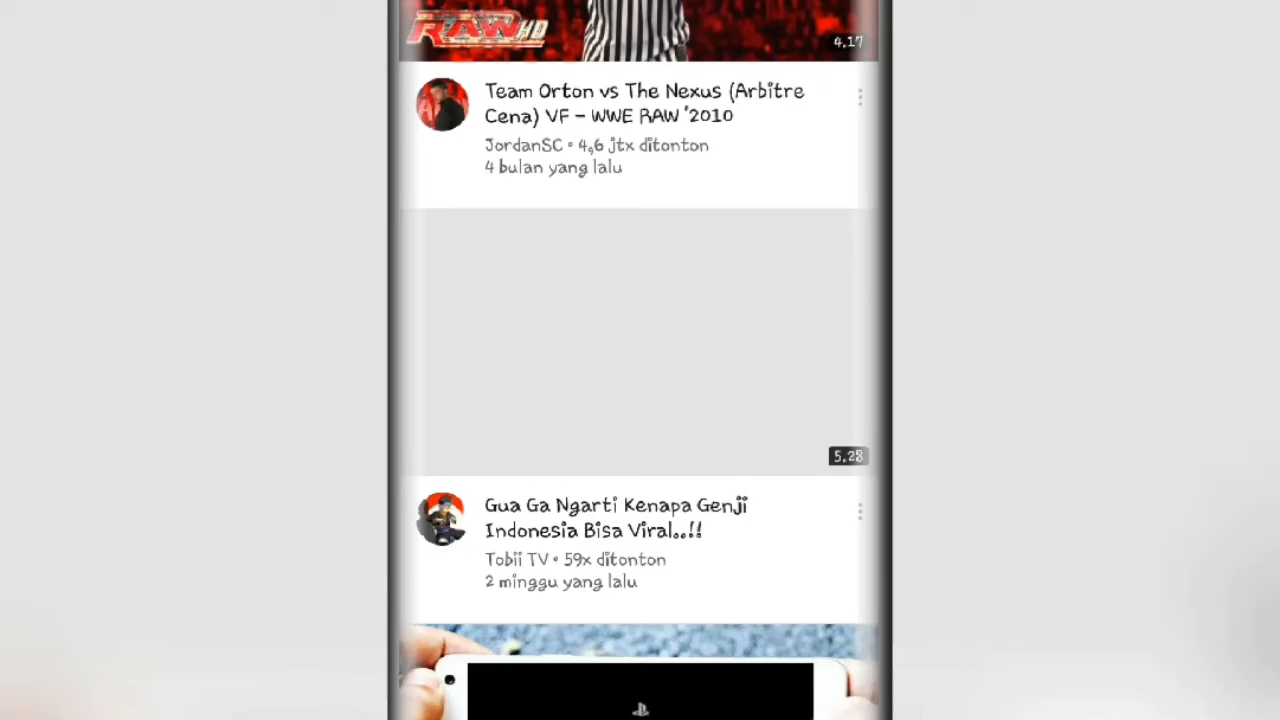 RAW HD
4.17
Team Orton vs The Nexus (Arbitre
Cena) VF - WWE RAW '2010
JordanSC • 4,6 jtx ditonton
4 bulan yang lalu
5.28
Gua Ga Ngarti Kenapa Genji
Indonesia Bisa Viral..!!
Tobii TV • 59x ditonton
2 minggu yang lalu